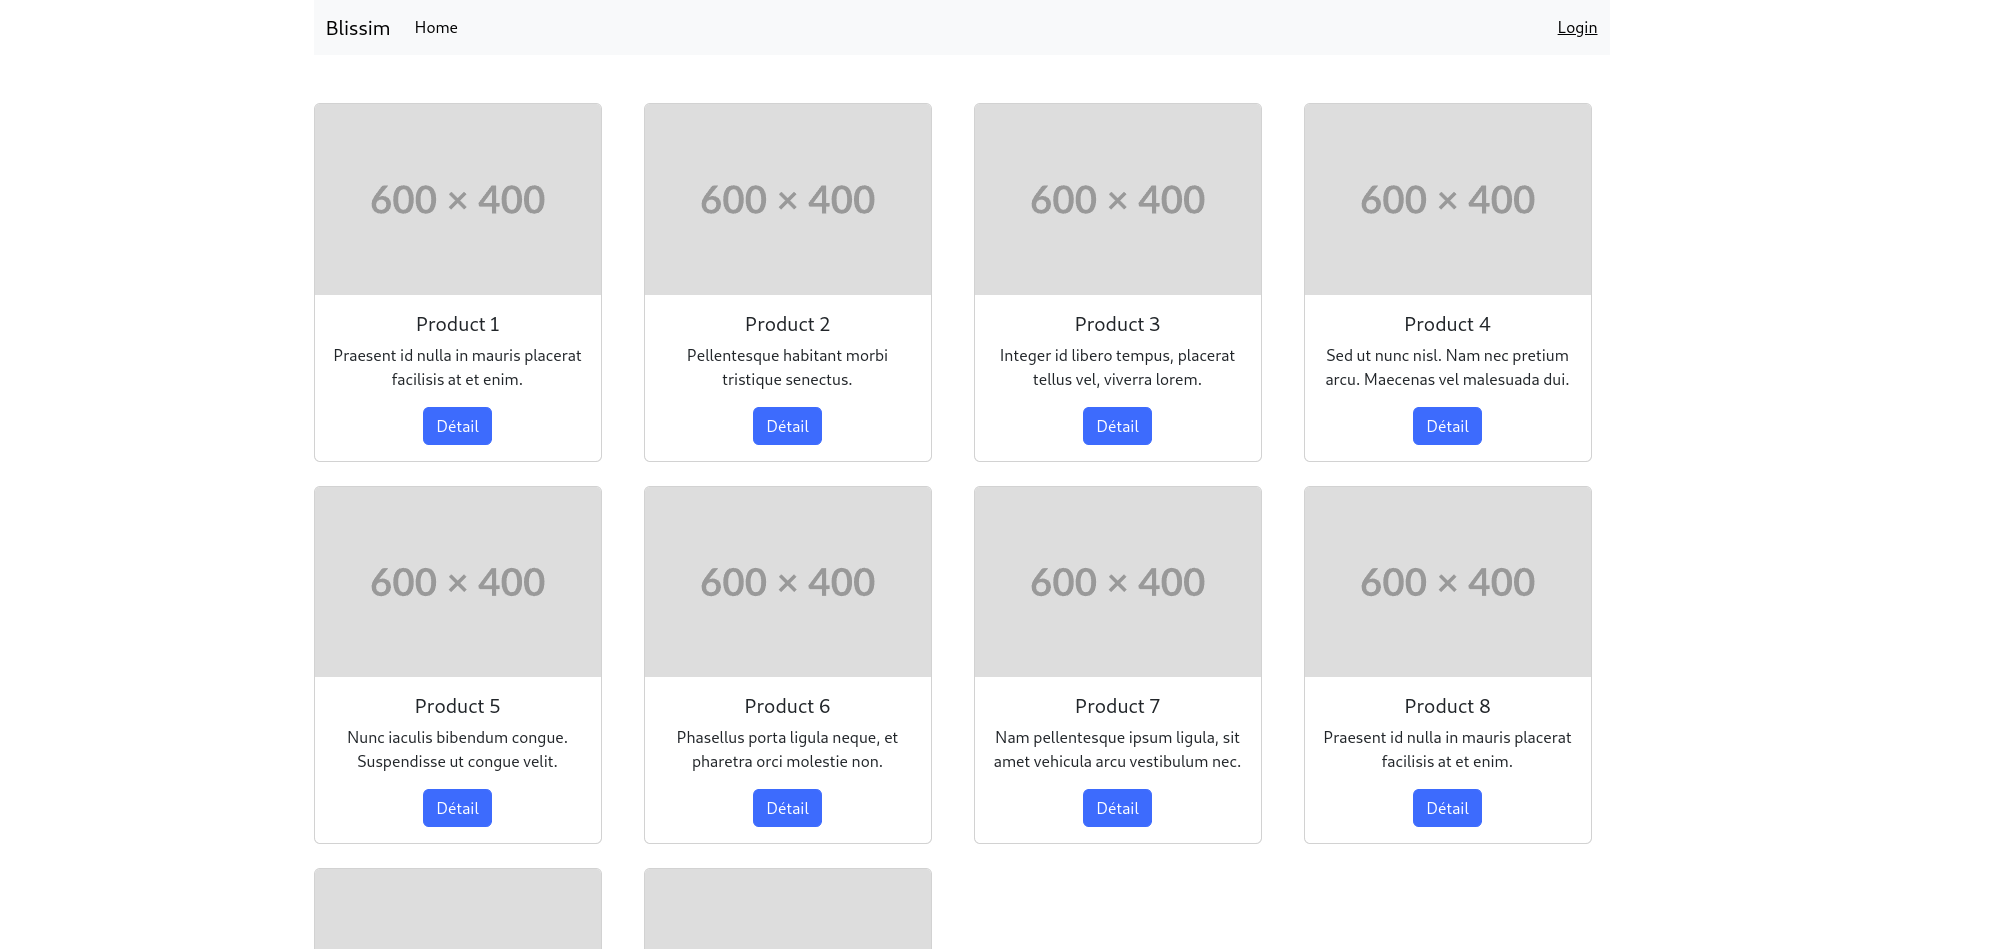 Blissim Home Login
600 × 400 600 × 400 600 × 400 600 × 400
Product 1
Praesent id nulla in mauris placerat
facilisis at et enim.
Détail
Product 2
Pellentesque habitant morbi
tristique senectus.
Détail
Product 3
Integer id libero tempus, placerat
tellus vel, viverra lorem.
Détail
Product 4
Sed ut nunc nisl. Nam nec pretium
arcu. Maecenas vel malesuada dui.
Détail
600 × 400 600 × 400 600 × 400 600 × 400
Product 5
Nunc iaculis bibendum congue.
Suspendisse ut congue velit.
Détail
Product 6
Phasellus porta ligula neque, et
pharetra orci molestie non.
Détail
Product 7
Nam pellentesque ipsum ligula, sit
amet vehicula arcu vestibulum nec.
Détail
Product 8
Praesent id nulla in mauris placerat
facilisis at et enim.
Détail